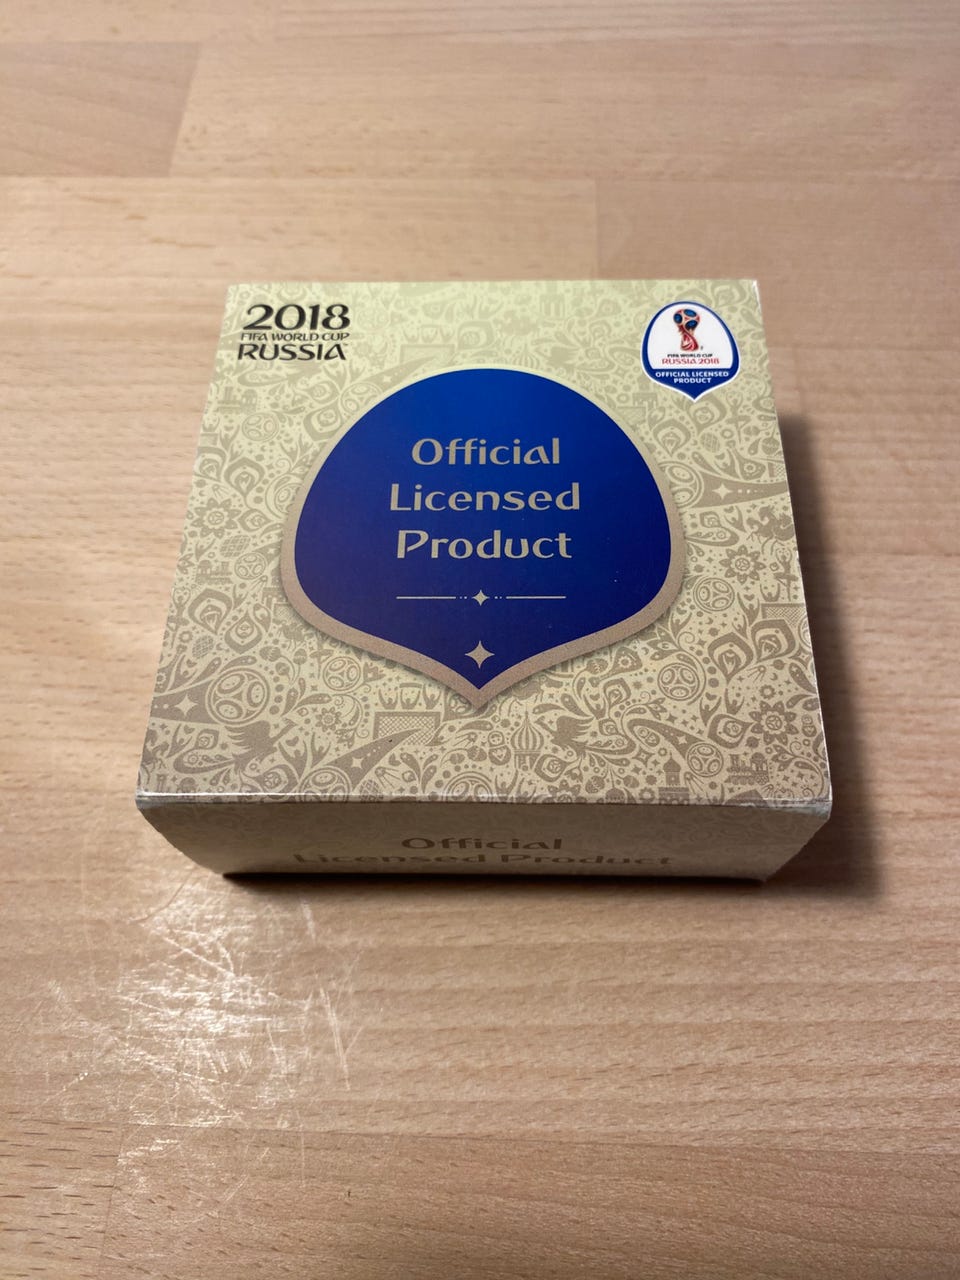 2018
FIFA WORLD CUP
RUSSIA
FIFA WORLD CUP
RUSSIA 2018
OFFICIAL LICENSED
PRODUCT
Official
Licensed
Product
Official
Licensed Product